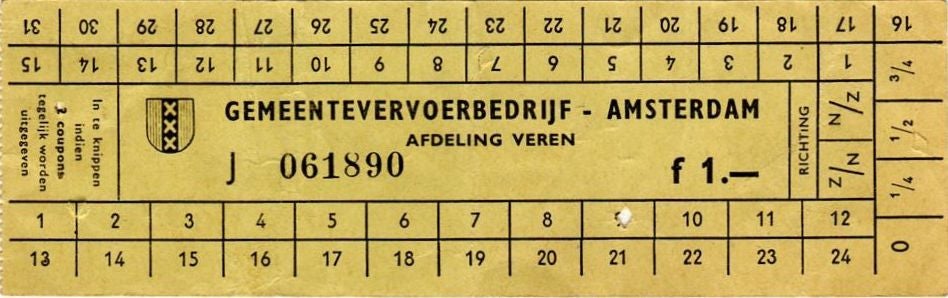 31 30 29 28 27 26 25 24 23 22 21 20 19 18 17 16
15 14 13 12 11 10 9 8 7 6 5 4 3 2 1
In te knippen
indien
2 coupons
tegelijk worden
uitgegeven
GEMEENTEVERVOERBEDRIJF - AMSTERDAM
AFDELING VEREN
J 061890
f 1.—
RICHTING
N/Z
Z/N
3/4
1/2
1/4
0
1 2 3 4 5 6 7 8 9 10 11 12
13 14 15 16 17 18 19 20 21 22 23 24